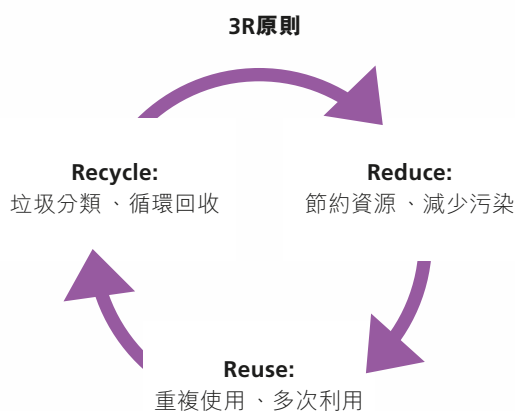 3R原則
Recycle:
垃圾分類、循環回收
Reduce:
節約資源、減少污染
Reuse:
重複使用、多次利用